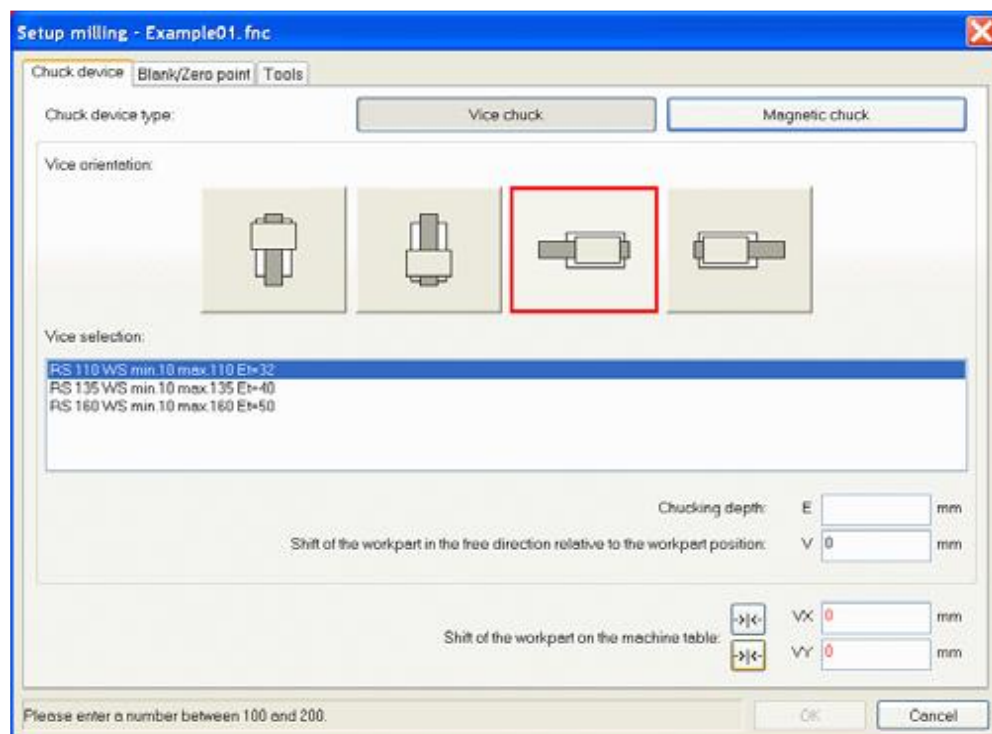 Setup milling - Example01.fnc
Chuck device Blank/Zero point Tools
Chuck device type: Vice chuck Magnetic chuck
Vice orientation:
Vice selection:
RS 110 WS min.10 max.110 Et=32
RS 135 WS min.10 max.135 Et=40
RS 160 WS min.10 max.160 Et=50
Chucking depth: E mm
Shift of the workpart in the free direction relative to the workpart position: V 0 mm
Shift of the workpart on the machine table: ->|<- VX 0 mm
->|<- VY 0 mm
Please enter a number between 100 and 200. OK Cancel